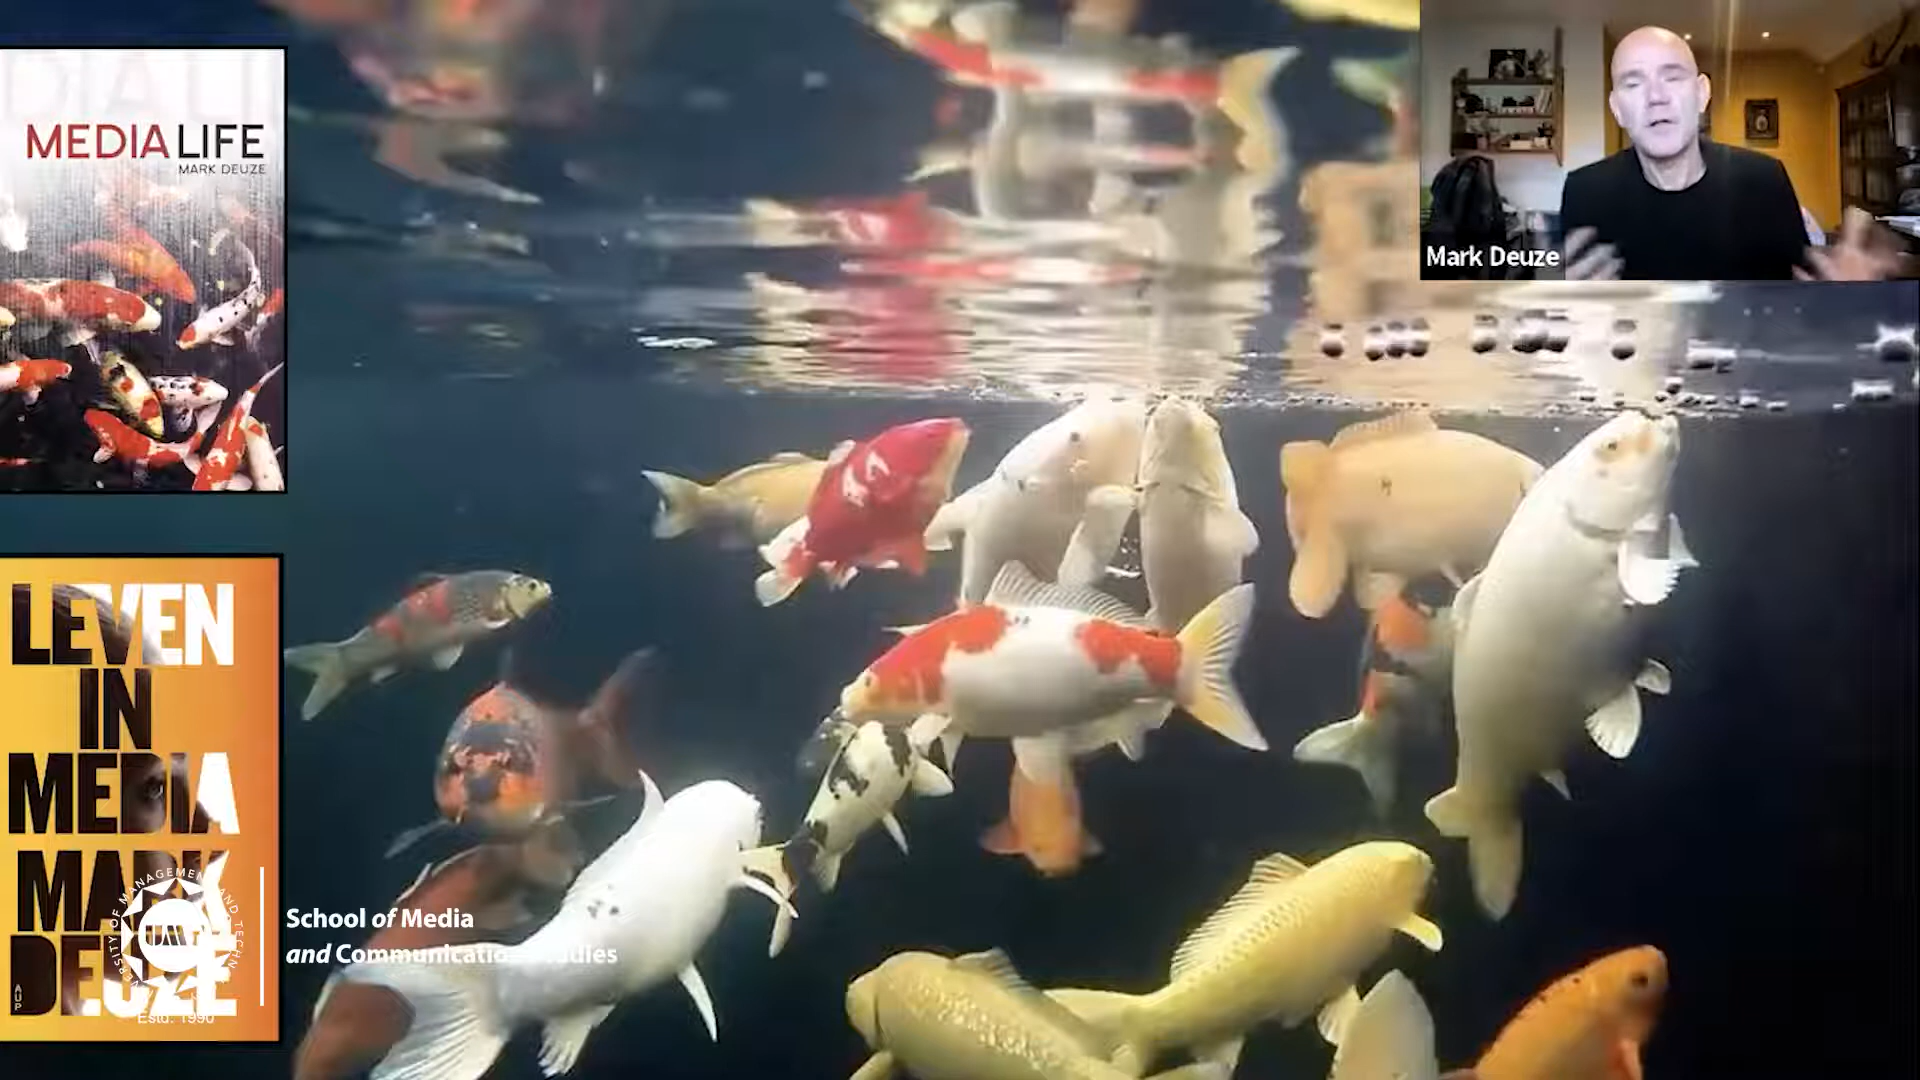 MEDIA LIFE
MARK DEUZE
Mark Deuze
LEVEN
IN
MEDIA
MARK
DEUZE
AUP
School of Media
and Communication Studies
Estd. 1990